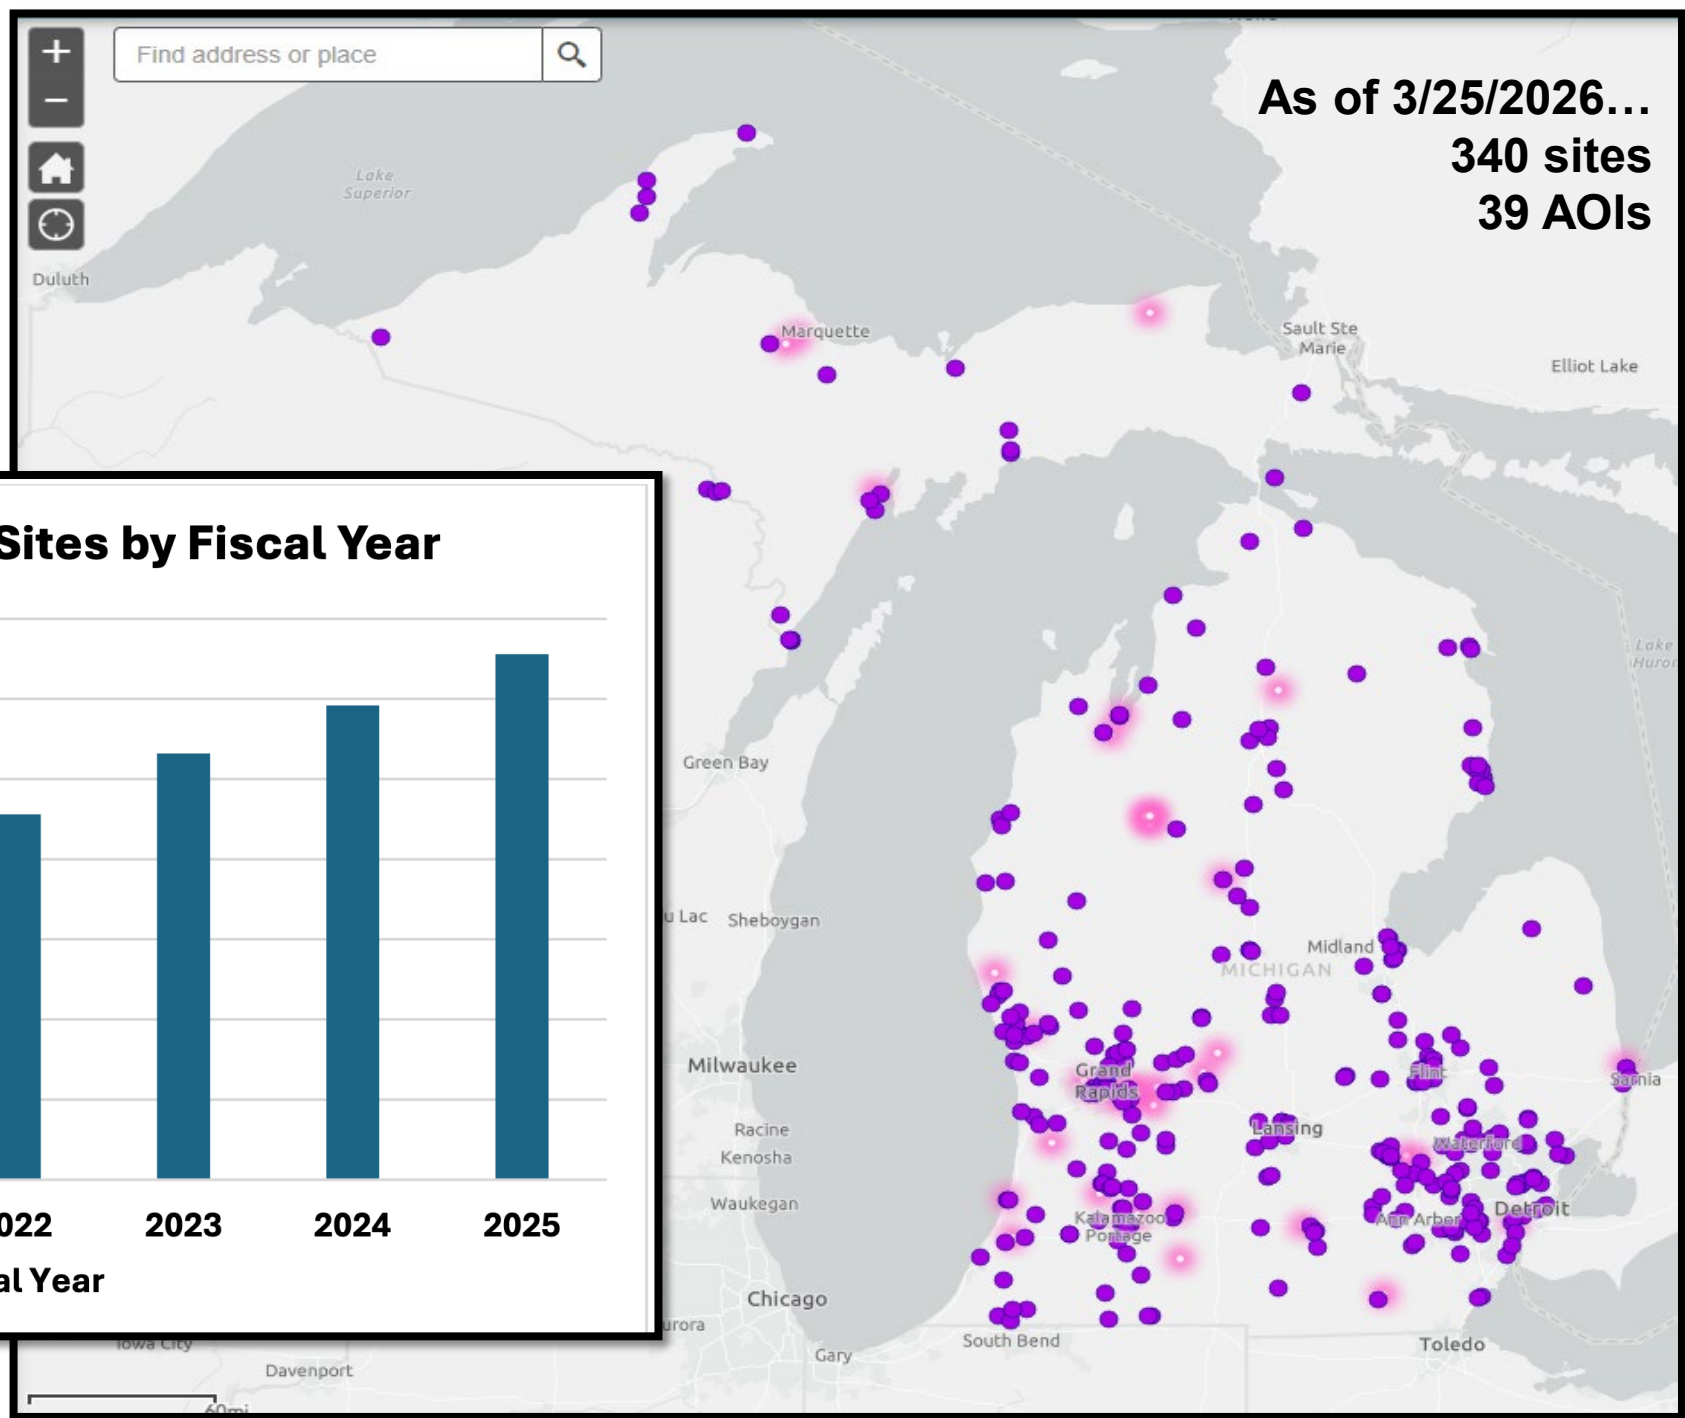 +
Find address or place
−
As of 3/25/2026…
340 sites
39 AOIs
Lake
Superior
Duluth
Marquette
Sault Ste
Marie
Elliot Lake
Sites by Fiscal Year
022
2023
2024
2025
al Year
Lake
Huron
Green Bay
u Lac
Sheboygan
Midland
MICHIGAN
Milwaukee
Grand
Rapids
Flint
Sarnia
Racine
Kenosha
Lansing
Waterford
Waukegan
Kalamazoo
Portage
Ann Arbor
Detroit
Chicago
urora
South Bend
Gary
Toledo
Iowa City
Davenport
60mi